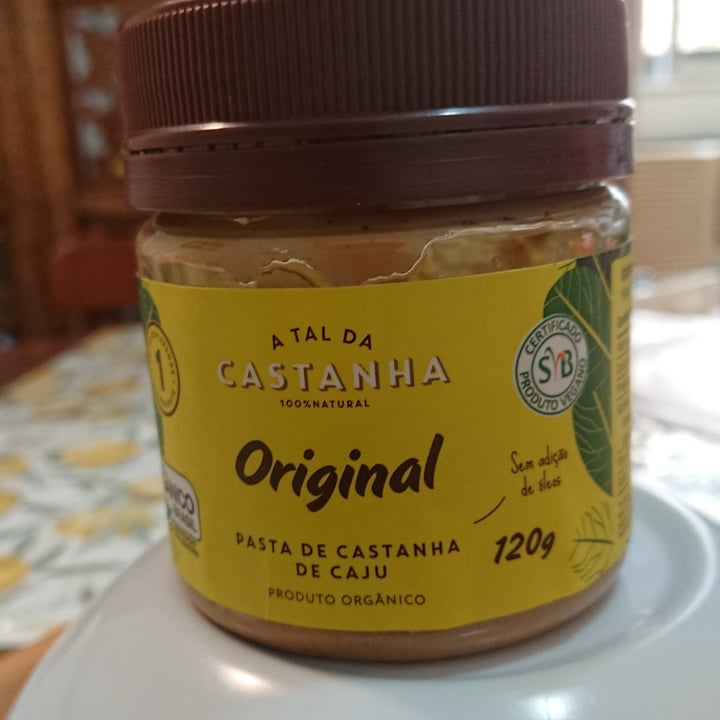 A TAL DA
CASTANHA
100%NATURAL
Original
PASTA DE CASTANHA
DE CAJU
PRODUTO ORGÂNICO
Sem adição
de óleos
120g
CERTIFICADO
SVB
PRODUTO VEGANO
1